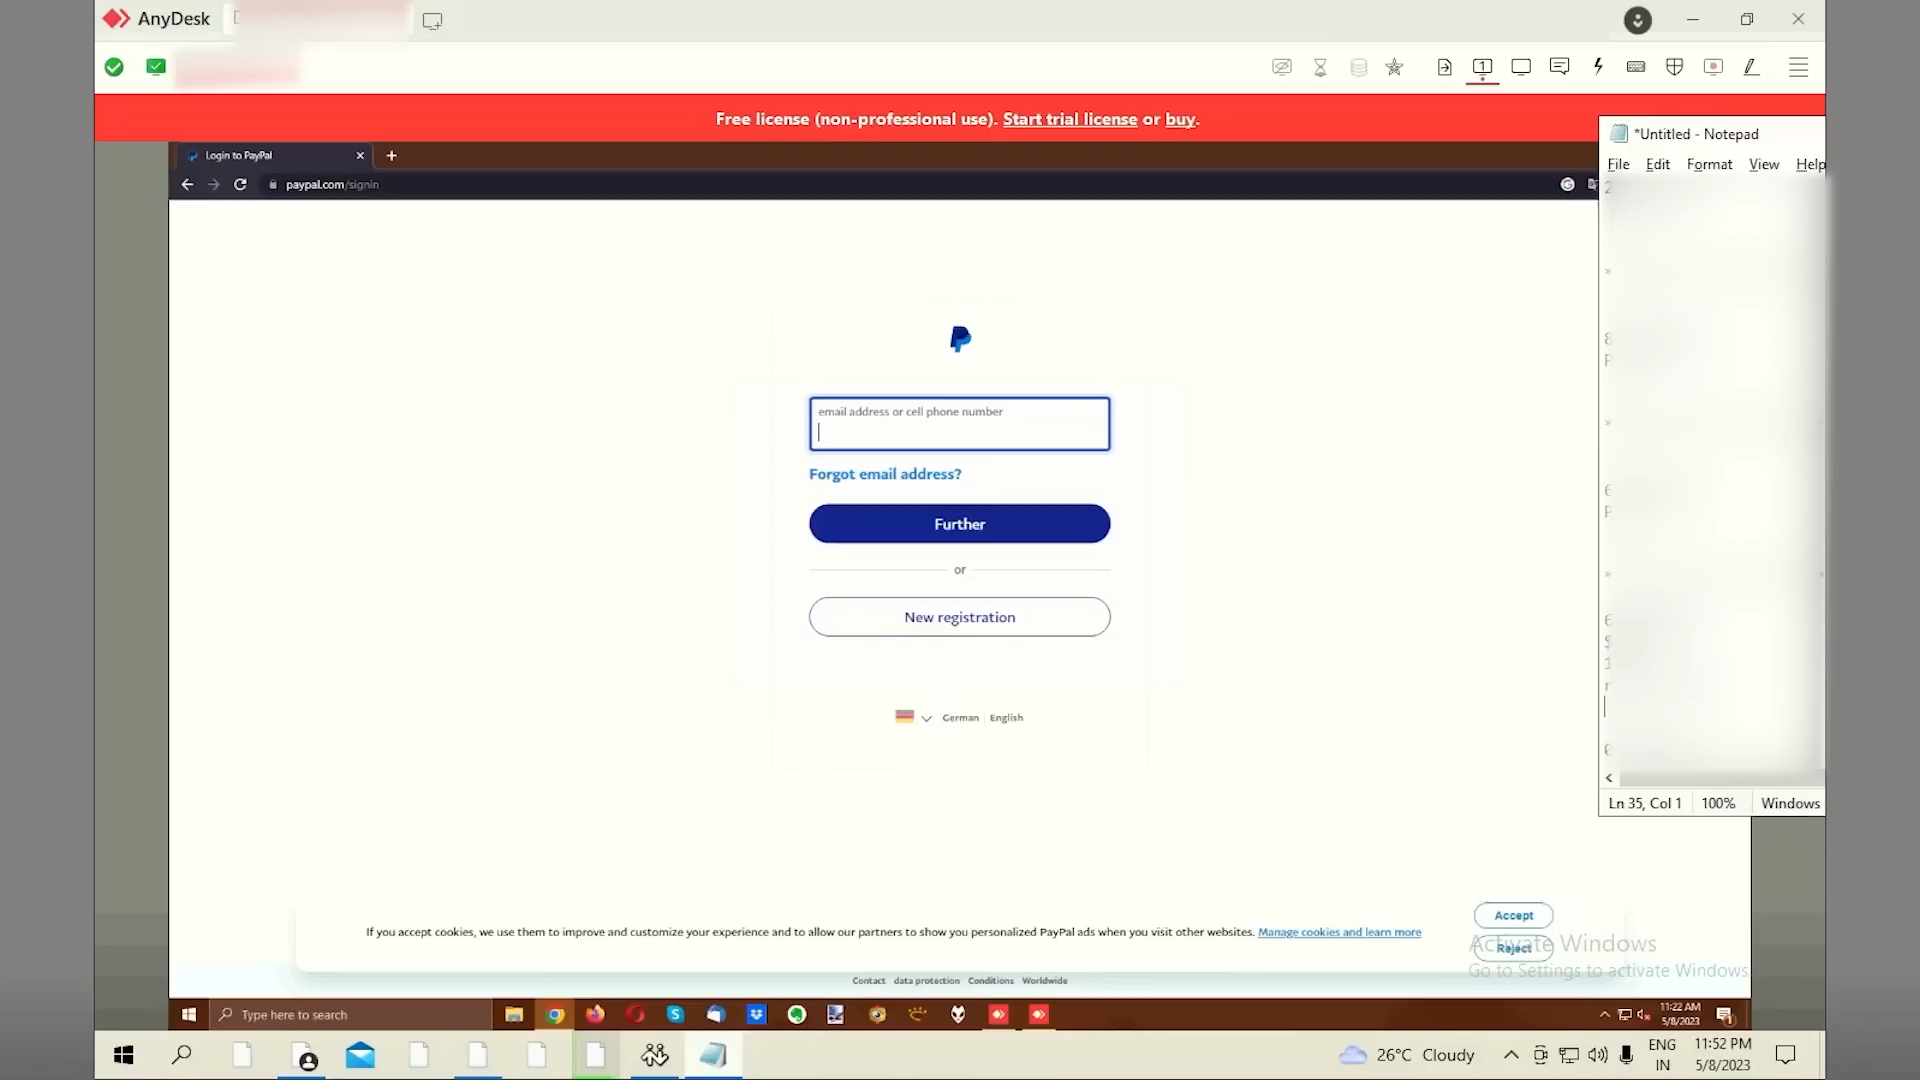 AnyDesk
Free license (non-professional use). Start trial license or buy.
*Untitled - Notepad
File Edit Format View Help
Login to PayPal
paypal.com/signin
email address or cell phone number
Forgot email address?
Further
or
New registration
German English
Ln 35, Col 1 100% Windows
If you accept cookies, we use them to improve and customize your experience and to allow our partners to show you personalized PayPal ads when you visit other websites. Manage cookies and learn more
Accept
Reject
Activate Windows
Go to Settings to activate Windows.
Contact data protection Conditions Worldwide
Type here to search
11:22 AM
5/8/2023
26°C Cloudy
ENG
IN
11:52 PM
5/8/2023